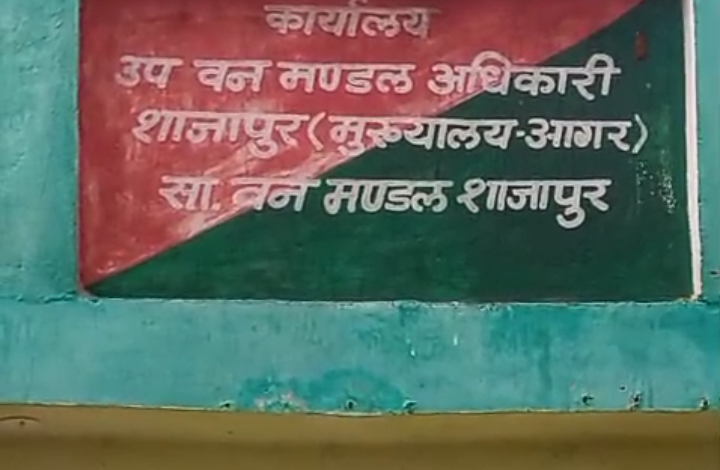 कार्यालय
उप वन मण्डल अधिकारी
शाजापुर (मुख्यालय-आगर)
सा. वन मण्डल शाजापुर